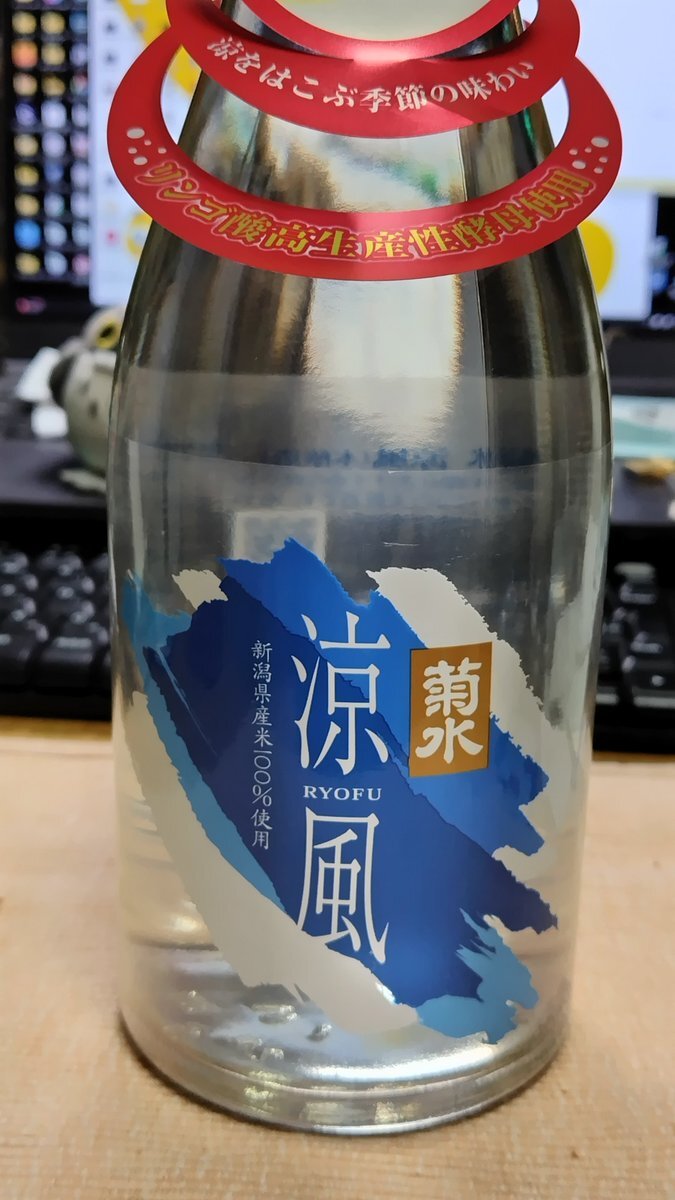 涼をはこぶ季節の味わい
リンゴ酸高生産性酵母使用
菊水
涼
RYOFU
風
新潟県産米100%使用